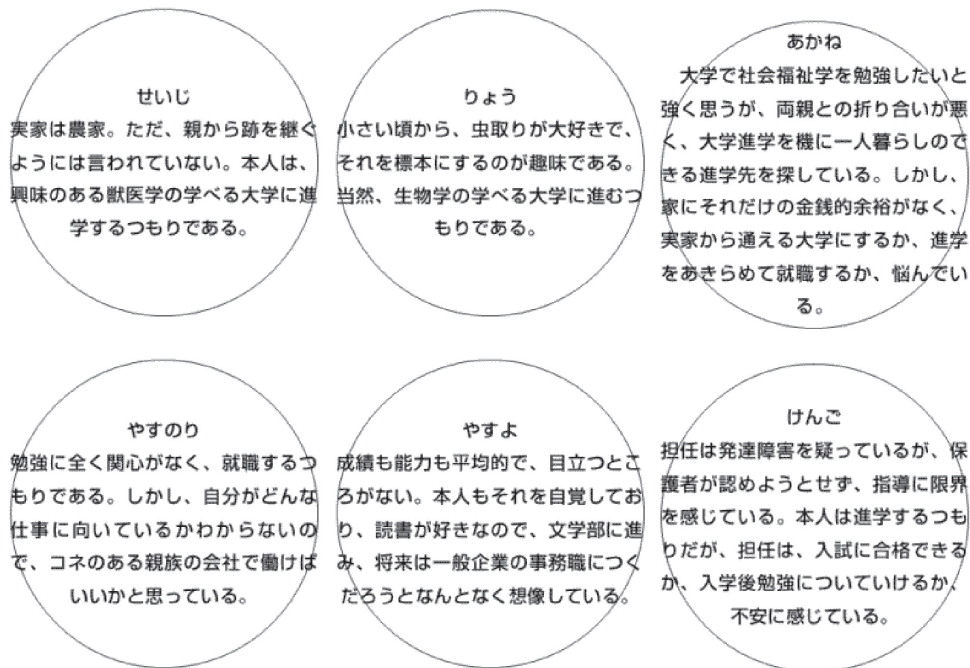 せいじ
実家は農家。ただ、親から跡を継ぐ
ようには言われていない。本人は、
興味のある獣医学の学べる大学に進
学するつもりである。
りょう
小さい頃から、虫取りが大好きで、
それを標本にするのが趣味である。
当然、生物学の学べる大学に進むつ
もりである。
あかね
大学で社会福祉学を勉強したいと
強く思うが、両親との折り合いが悪
く、大学進学を機に一人暮らしので
きる進学先を探している。しかし、
家にそれだけの金銭的余裕がなく、
実家から通える大学にするか、進学
をあきらめて就職するか、悩んでい
る。
やすのり
勉強に全く関心がなく、就職するつ
もりである。しかし、自分がどんな
仕事に向いているかわからないの
で、コネのある親族の会社で働けば
いいかと思っている。
やすよ
成績も能力も平均的で、目立つとこ
ろがない。本人もそれを自覚してお
り、読書が好きなので、文学部に進
み、将来は一般企業の事務職につく
だろうとなんとなく想像している。
けんご
担任は発達障害を疑っているが、保
護者が認めようとせず、指導に限界
を感じている。本人は進学するつも
りだが、担任は、入試に合格できる
か、入学後勉強についていけるか、
不安に感じている。